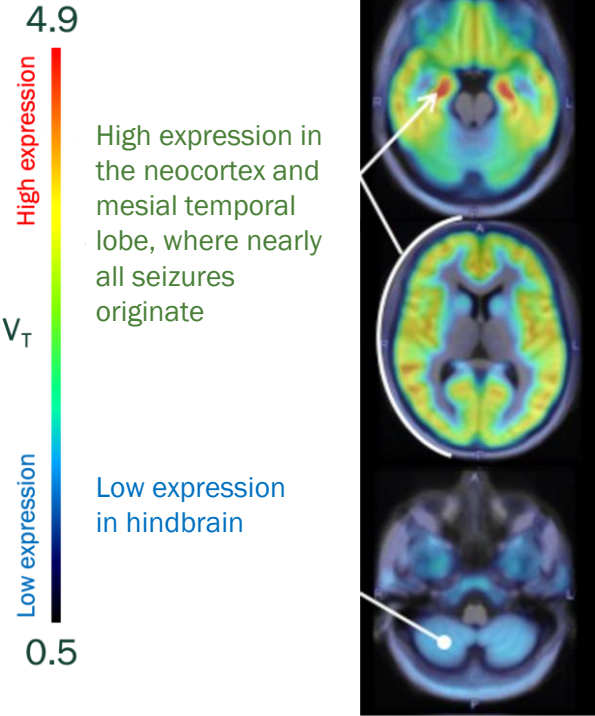 4.9
High expression
High expression in
the neocortex and
mesial temporal
lobe, where nearly
all seizures
originate
VT
Low expression
in hindbrain
Low expression
0.5
R
L
A
R
L
P
A
R
L
P